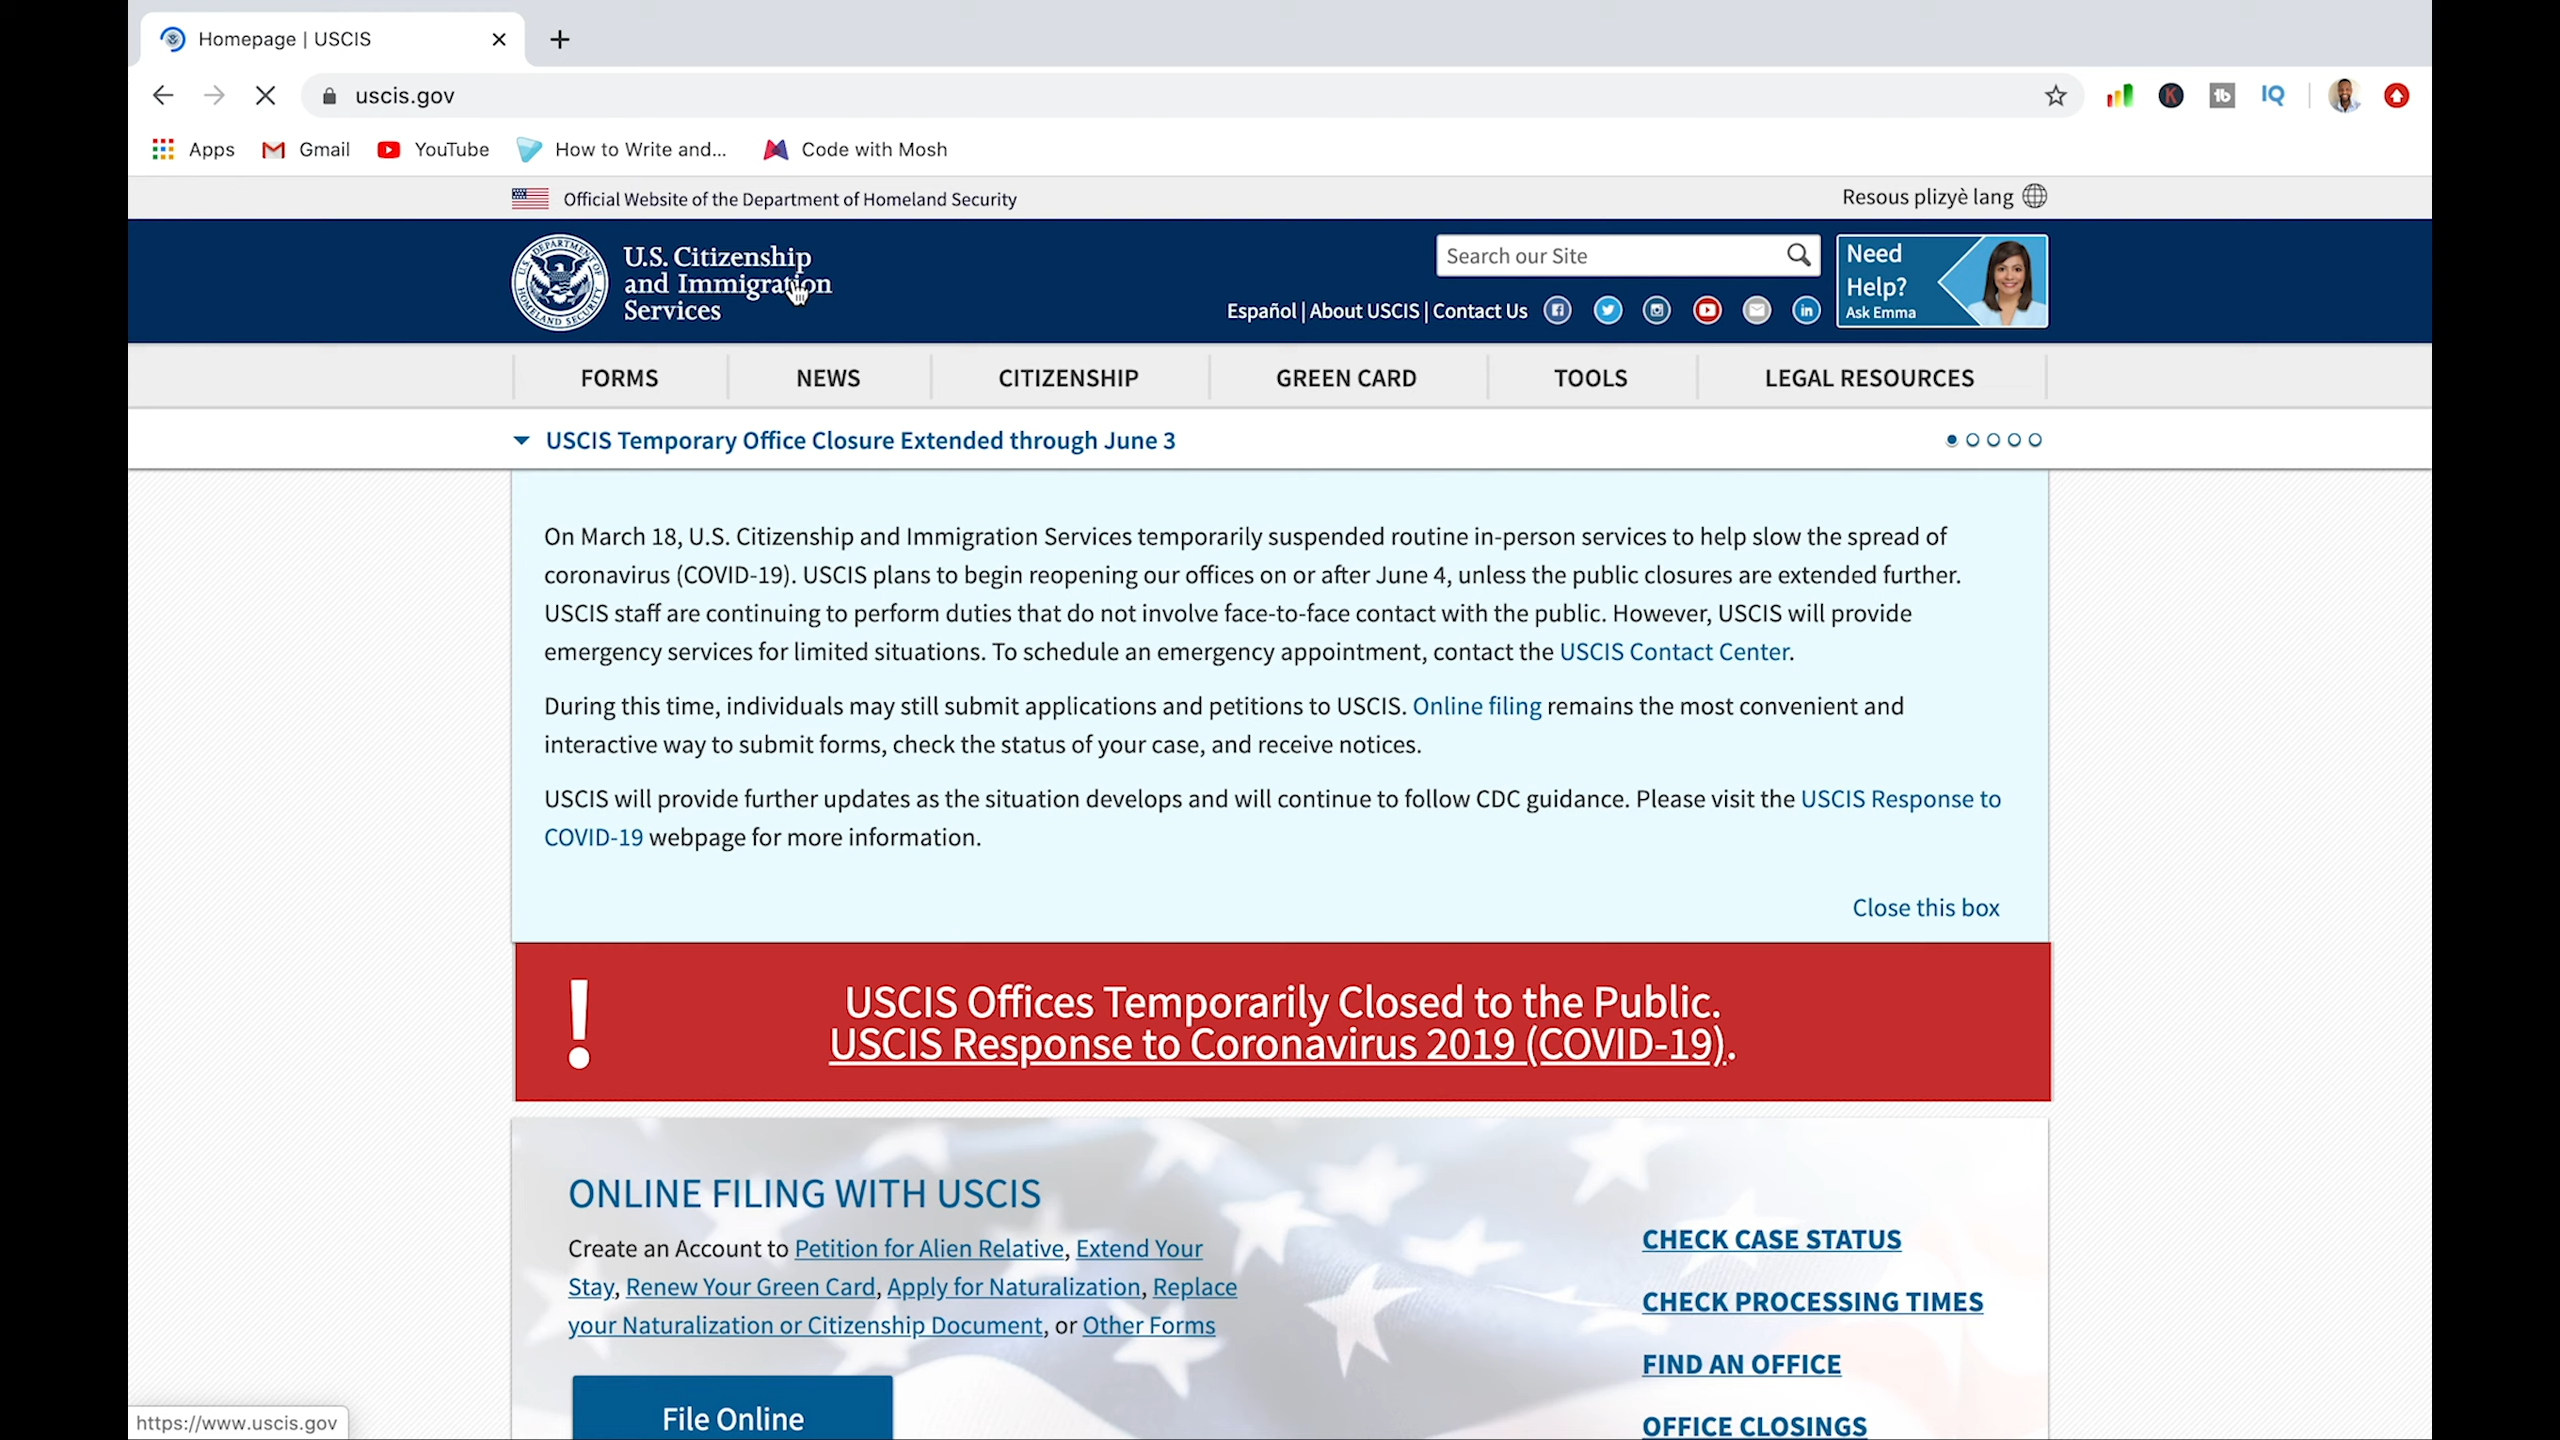 Homepage | USCIS
uscis.gov
IQ
Apps
Gmail
YouTube
How to Write and...
Code with Mosh
Official Website of the Department of Homeland Security
Resous plizyè lang
U.S. Citizenship
and Immigration
Services
Search our Site
Need
Help?
Ask Emma
Español | About USCIS | Contact Us
FORMS
NEWS
CITIZENSHIP
GREEN CARD
TOOLS
LEGAL RESOURCES
USCIS Temporary Office Closure Extended through June 3
On March 18, U.S. Citizenship and Immigration Services temporarily suspended routine in-person services to help slow the spread of
coronavirus (COVID-19). USCIS plans to begin reopening our offices on or after June 4, unless the public closures are extended further.
USCIS staff are continuing to perform duties that do not involve face-to-face contact with the public. However, USCIS will provide
emergency services for limited situations. To schedule an emergency appointment, contact the USCIS Contact Center.
During this time, individuals may still submit applications and petitions to USCIS. Online filing remains the most convenient and
interactive way to submit forms, check the status of your case, and receive notices.
USCIS will provide further updates as the situation develops and will continue to follow CDC guidance. Please visit the USCIS Response to
COVID-19 webpage for more information.
Close this box
! USCIS Offices Temporarily Closed to the Public.
USCIS Response to Coronavirus 2019 (COVID-19).
ONLINE FILING WITH USCIS
Create an Account to Petition for Alien Relative, Extend Your
Stay, Renew Your Green Card, Apply for Naturalization, Replace
your Naturalization or Citizenship Document, or Other Forms
File Online
CHECK CASE STATUS
CHECK PROCESSING TIMES
FIND AN OFFICE
OFFICE CLOSINGS
https://www.uscis.gov